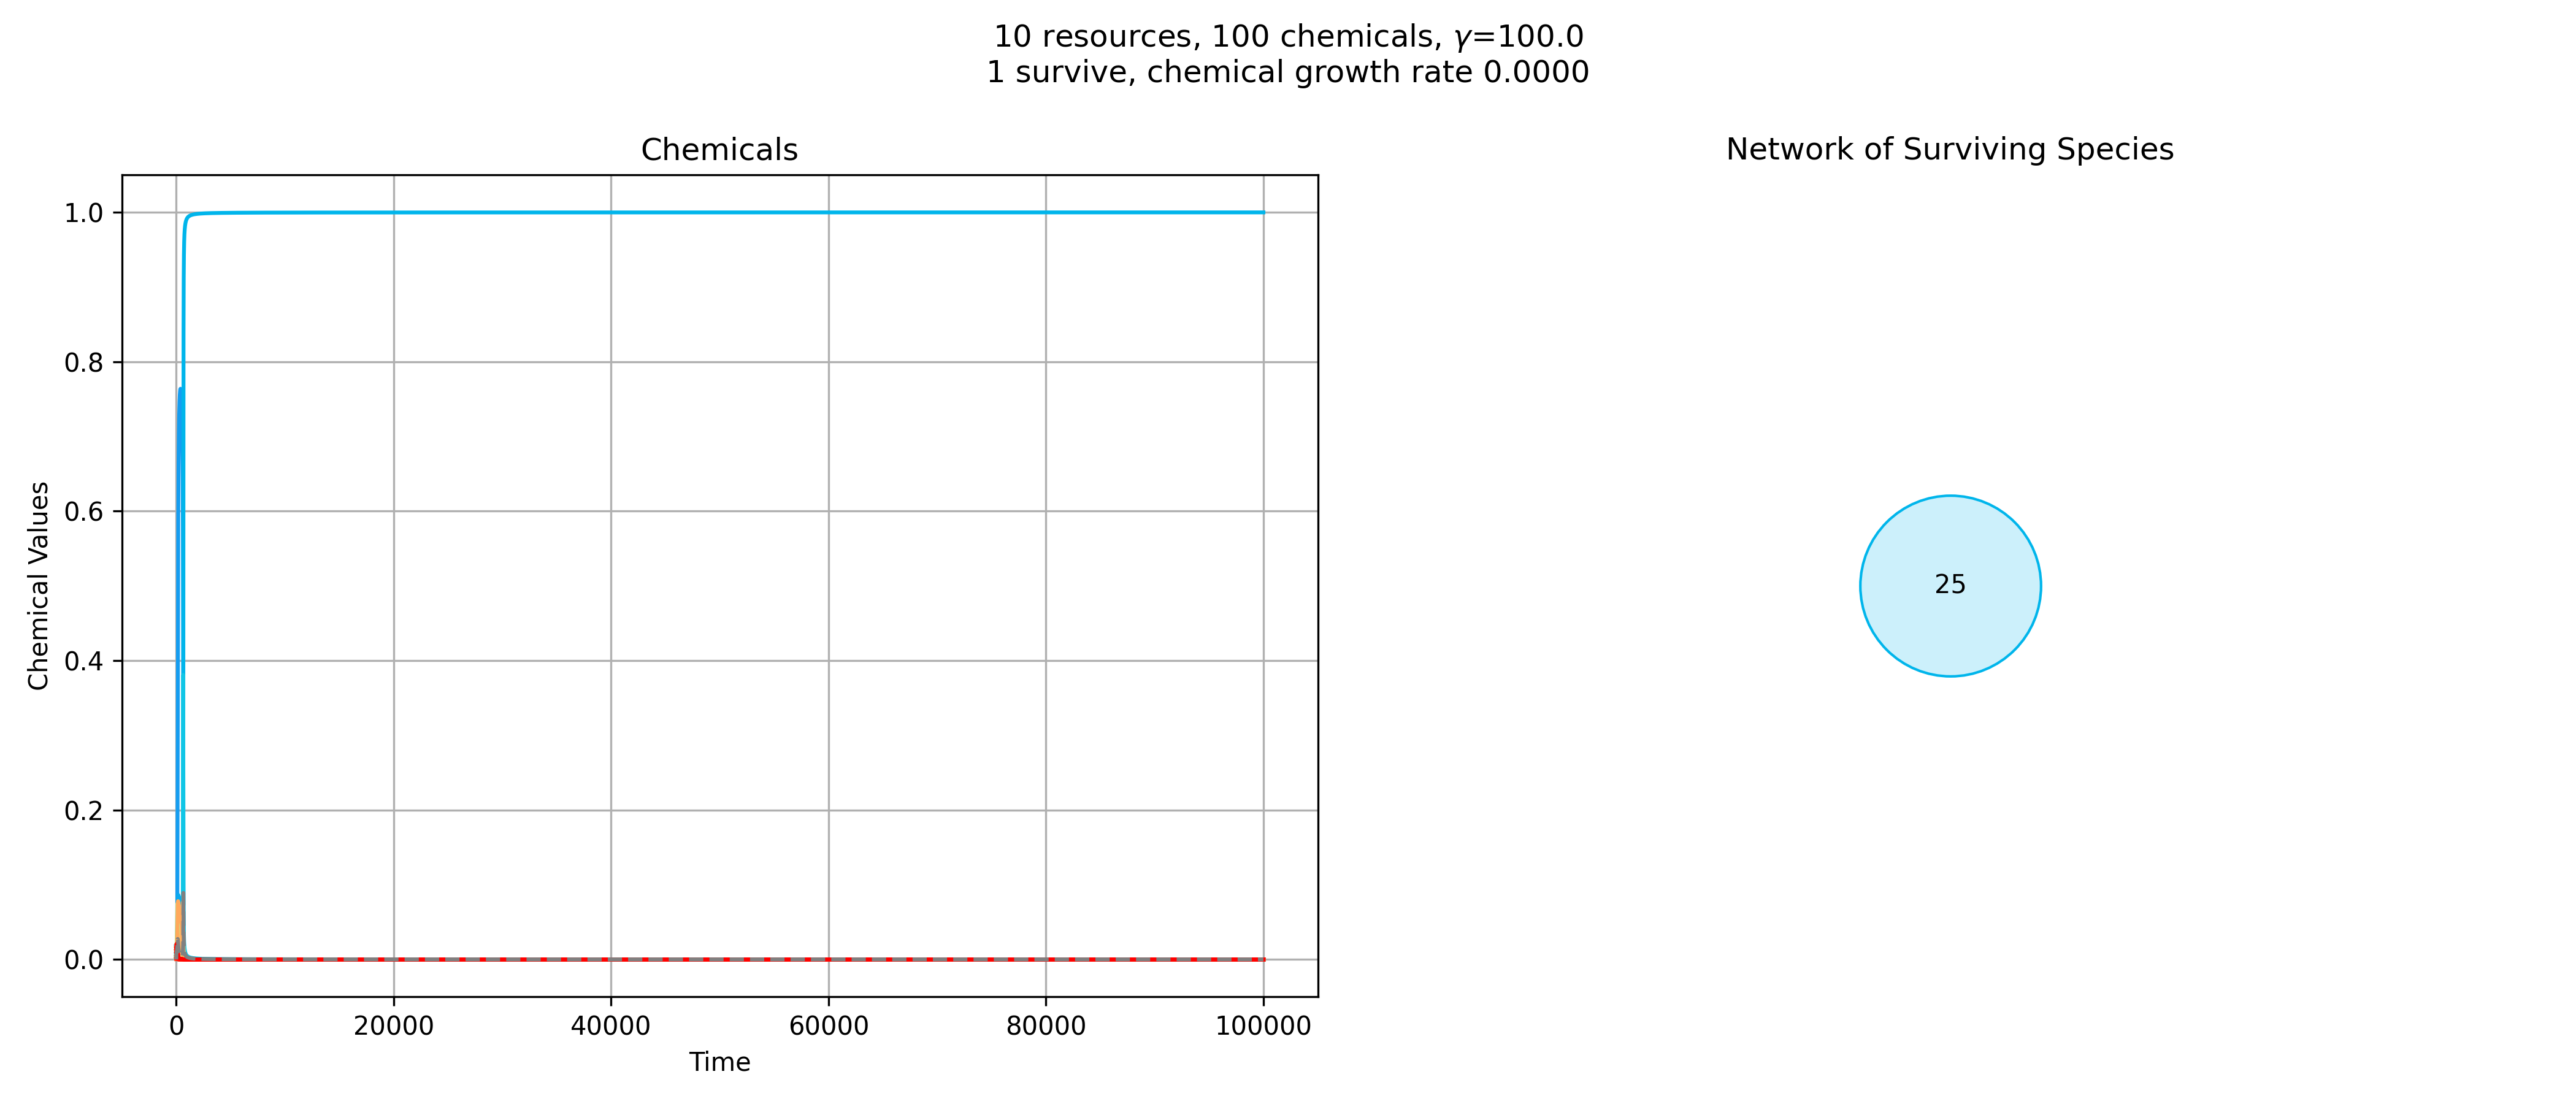 10 resources, 100 chemicals, γ=100.0
1 survive, chemical growth rate 0.0000
Chemicals
Network of Surviving Species
1.0
0.8
0.6
0.4
0.2
0.0
Chemical Values
25
0 20000 40000 60000 80000 100000
Time